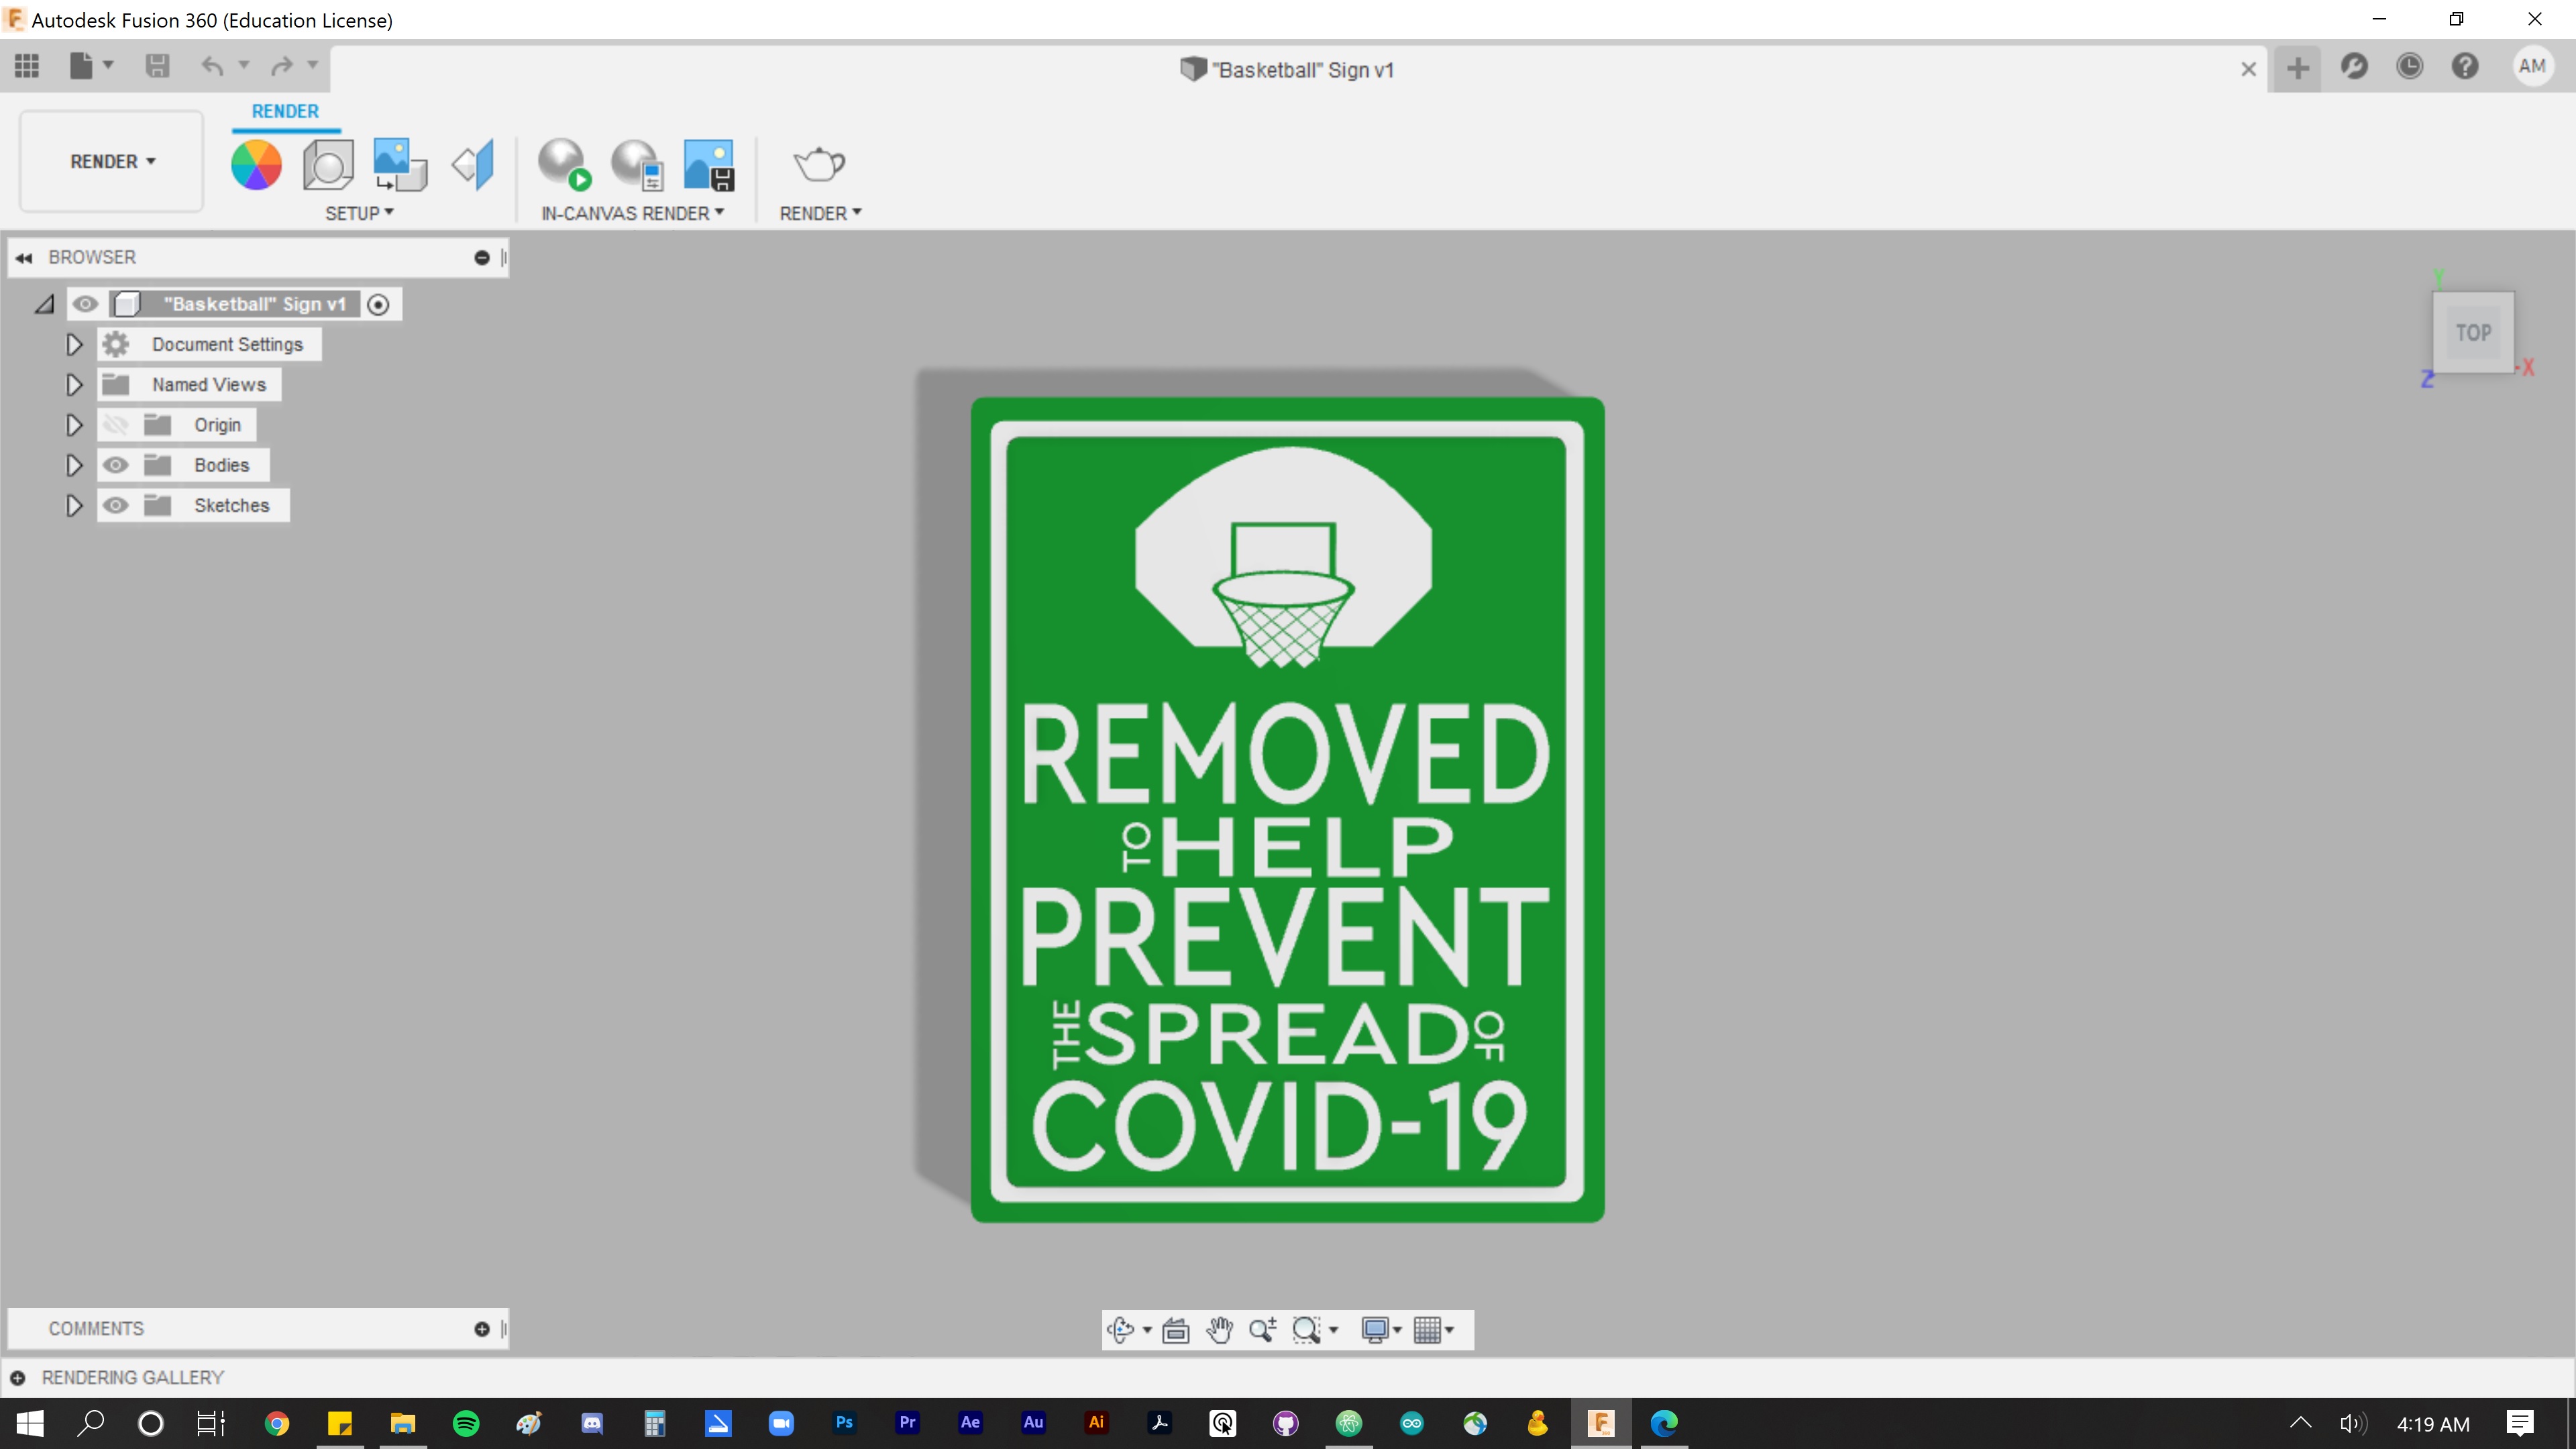 Autodesk Fusion 360 (Education License)
"Basketball" Sign v1
AM
RENDER
RENDER
SETUP
IN-CANVAS RENDER
RENDER
BROWSER
"Basketball" Sign v1
Document Settings
Named Views
Origin
Bodies
Sketches
Y
TOP
X
Z
REMOVED
TO HELP
PREVENT
THE SPREAD OF
COVID-19
COMMENTS
RENDERING GALLERY
Ps Pr Ae Au Ai
4:19 AM